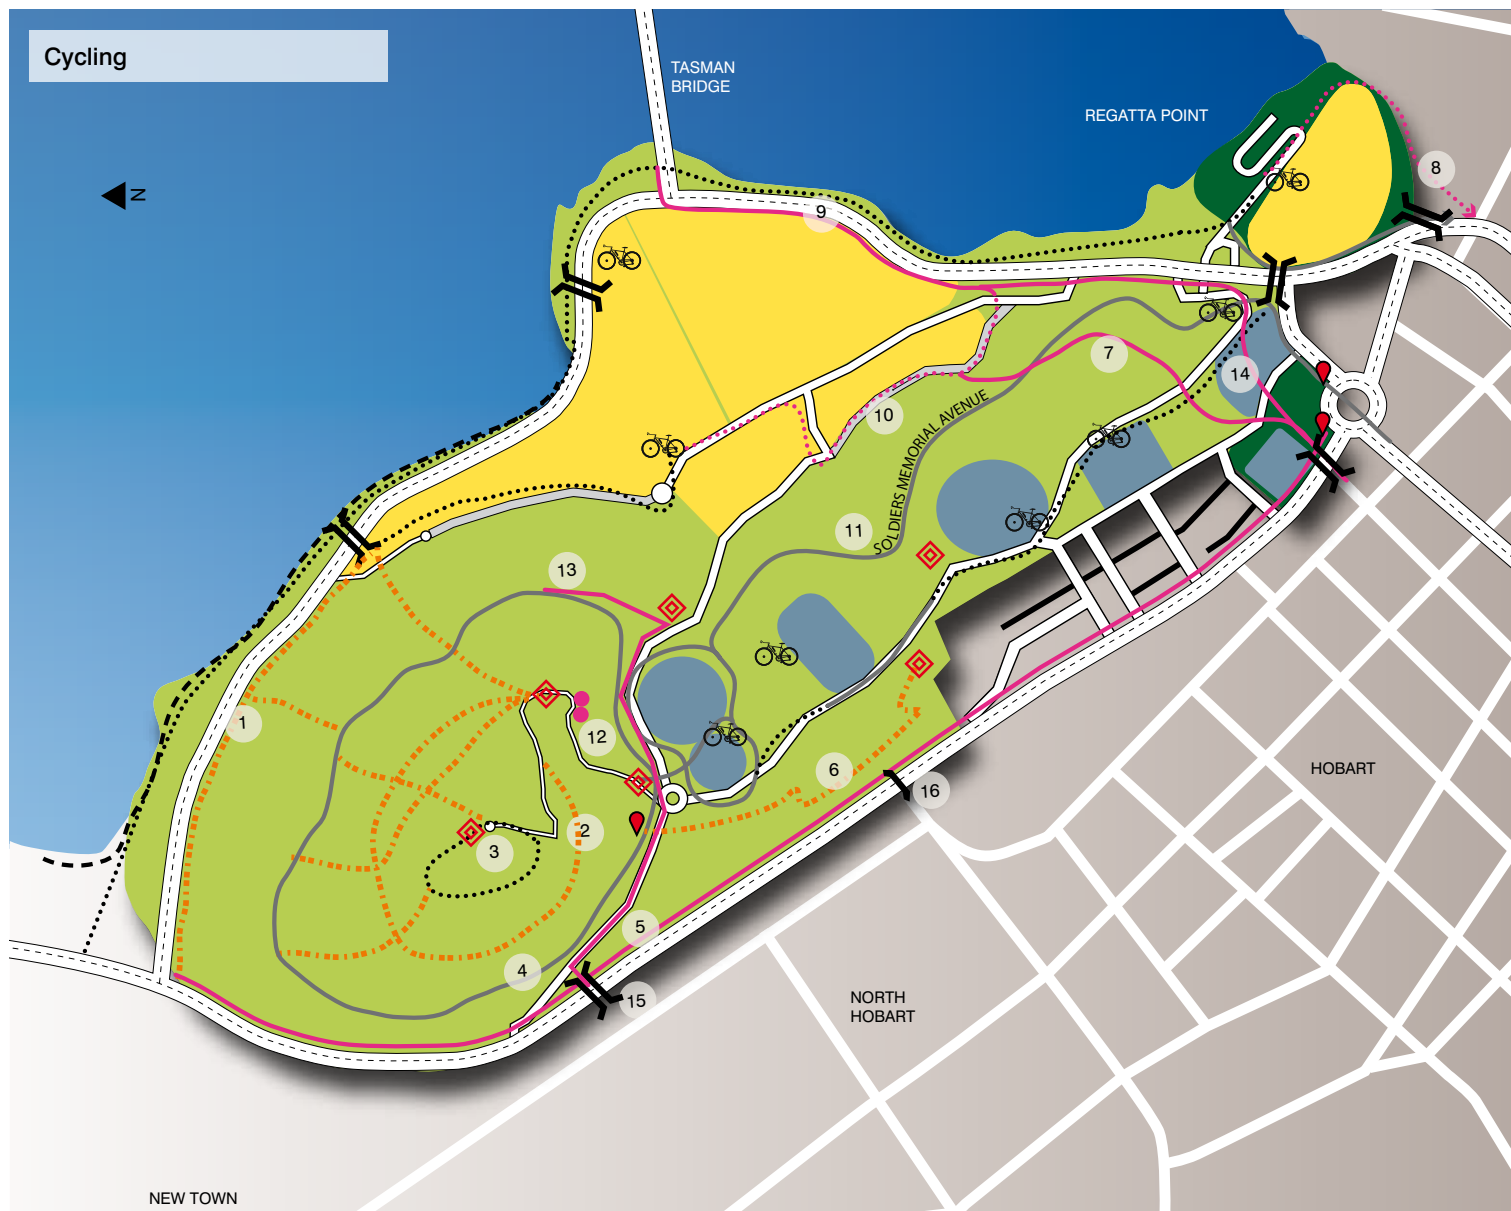 Cycling
TASMAN
BRIDGE
REGATTA POINT
N
8
9
7
14
10
SOLDIERS MEMORIAL AVENUE
11
13
1
12
6
HOBART
16
2
3
5
4
15
NORTH
HOBART
NEW TOWN